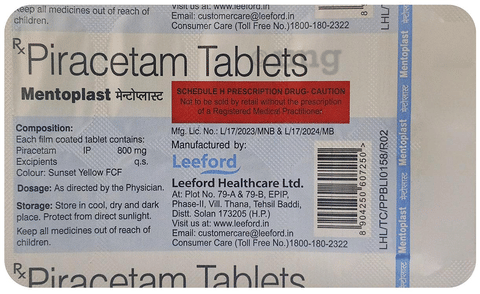 Keep all medicines out of reach of
children.
Visit us at: www.leeford.in
Email: customercare@leeford.in
Consumer Care (Toll Free No.)1800-180-2322
LHL/
Rx Piracetam Tablets
Mentoplast मेन्टोप्लास्ट
SCHEDULE H PRESCRIPTION DRUG- CAUTION
Not to be sold by retail without the prescription
of a Registered Medical Practitioner.
Mfg. Lic. No.: L/17/2023/MNB & L/17/2024/MB
Composition:
Each film coated tablet contains:
Piracetam IP 800 mg
Excipients q.s.
Colour: Sunset Yellow FCF
Dosage: As directed by the Physician.
Storage: Store in cool, dry and dark
place. Protect from direct sunlight.
Keep all medicines out of reach of
children.
Manufactured by:
Leeford
Leeford Healthcare Ltd.
At: Plot No. 79-A & 79-B, EPIP,
Phase-II, Vill. Thana, Tehsil Baddi,
Distt. Solan 173205 (H.P.)
Visit us at: www.leeford.in
Email: customercare@leeford.in
Consumer Care (Toll Free No.)1800-180-2322
8 904250 607250 >
LHL/TC/PPBLI0158/R02
Mentoplast मेन्टोप्लास्ट
Mentoplast मेन्टोप्लास्ट
Rx Piracetam Tablets